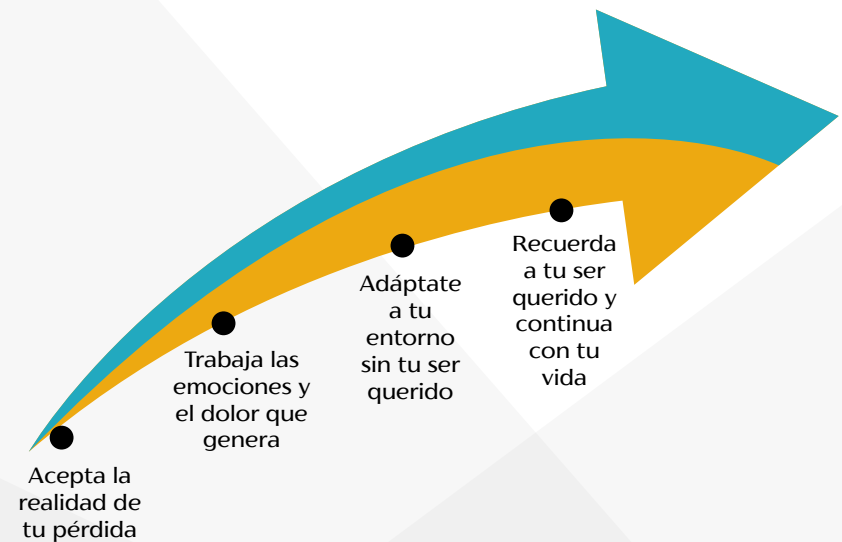 Acepta la
realidad de
tu pérdida
Trabaja las
emociones y
el dolor que
genera
Adáptate
a tu
entorno
sin tu ser
querido
Recuerda
a tu ser
querido y
continua
con tu
vida